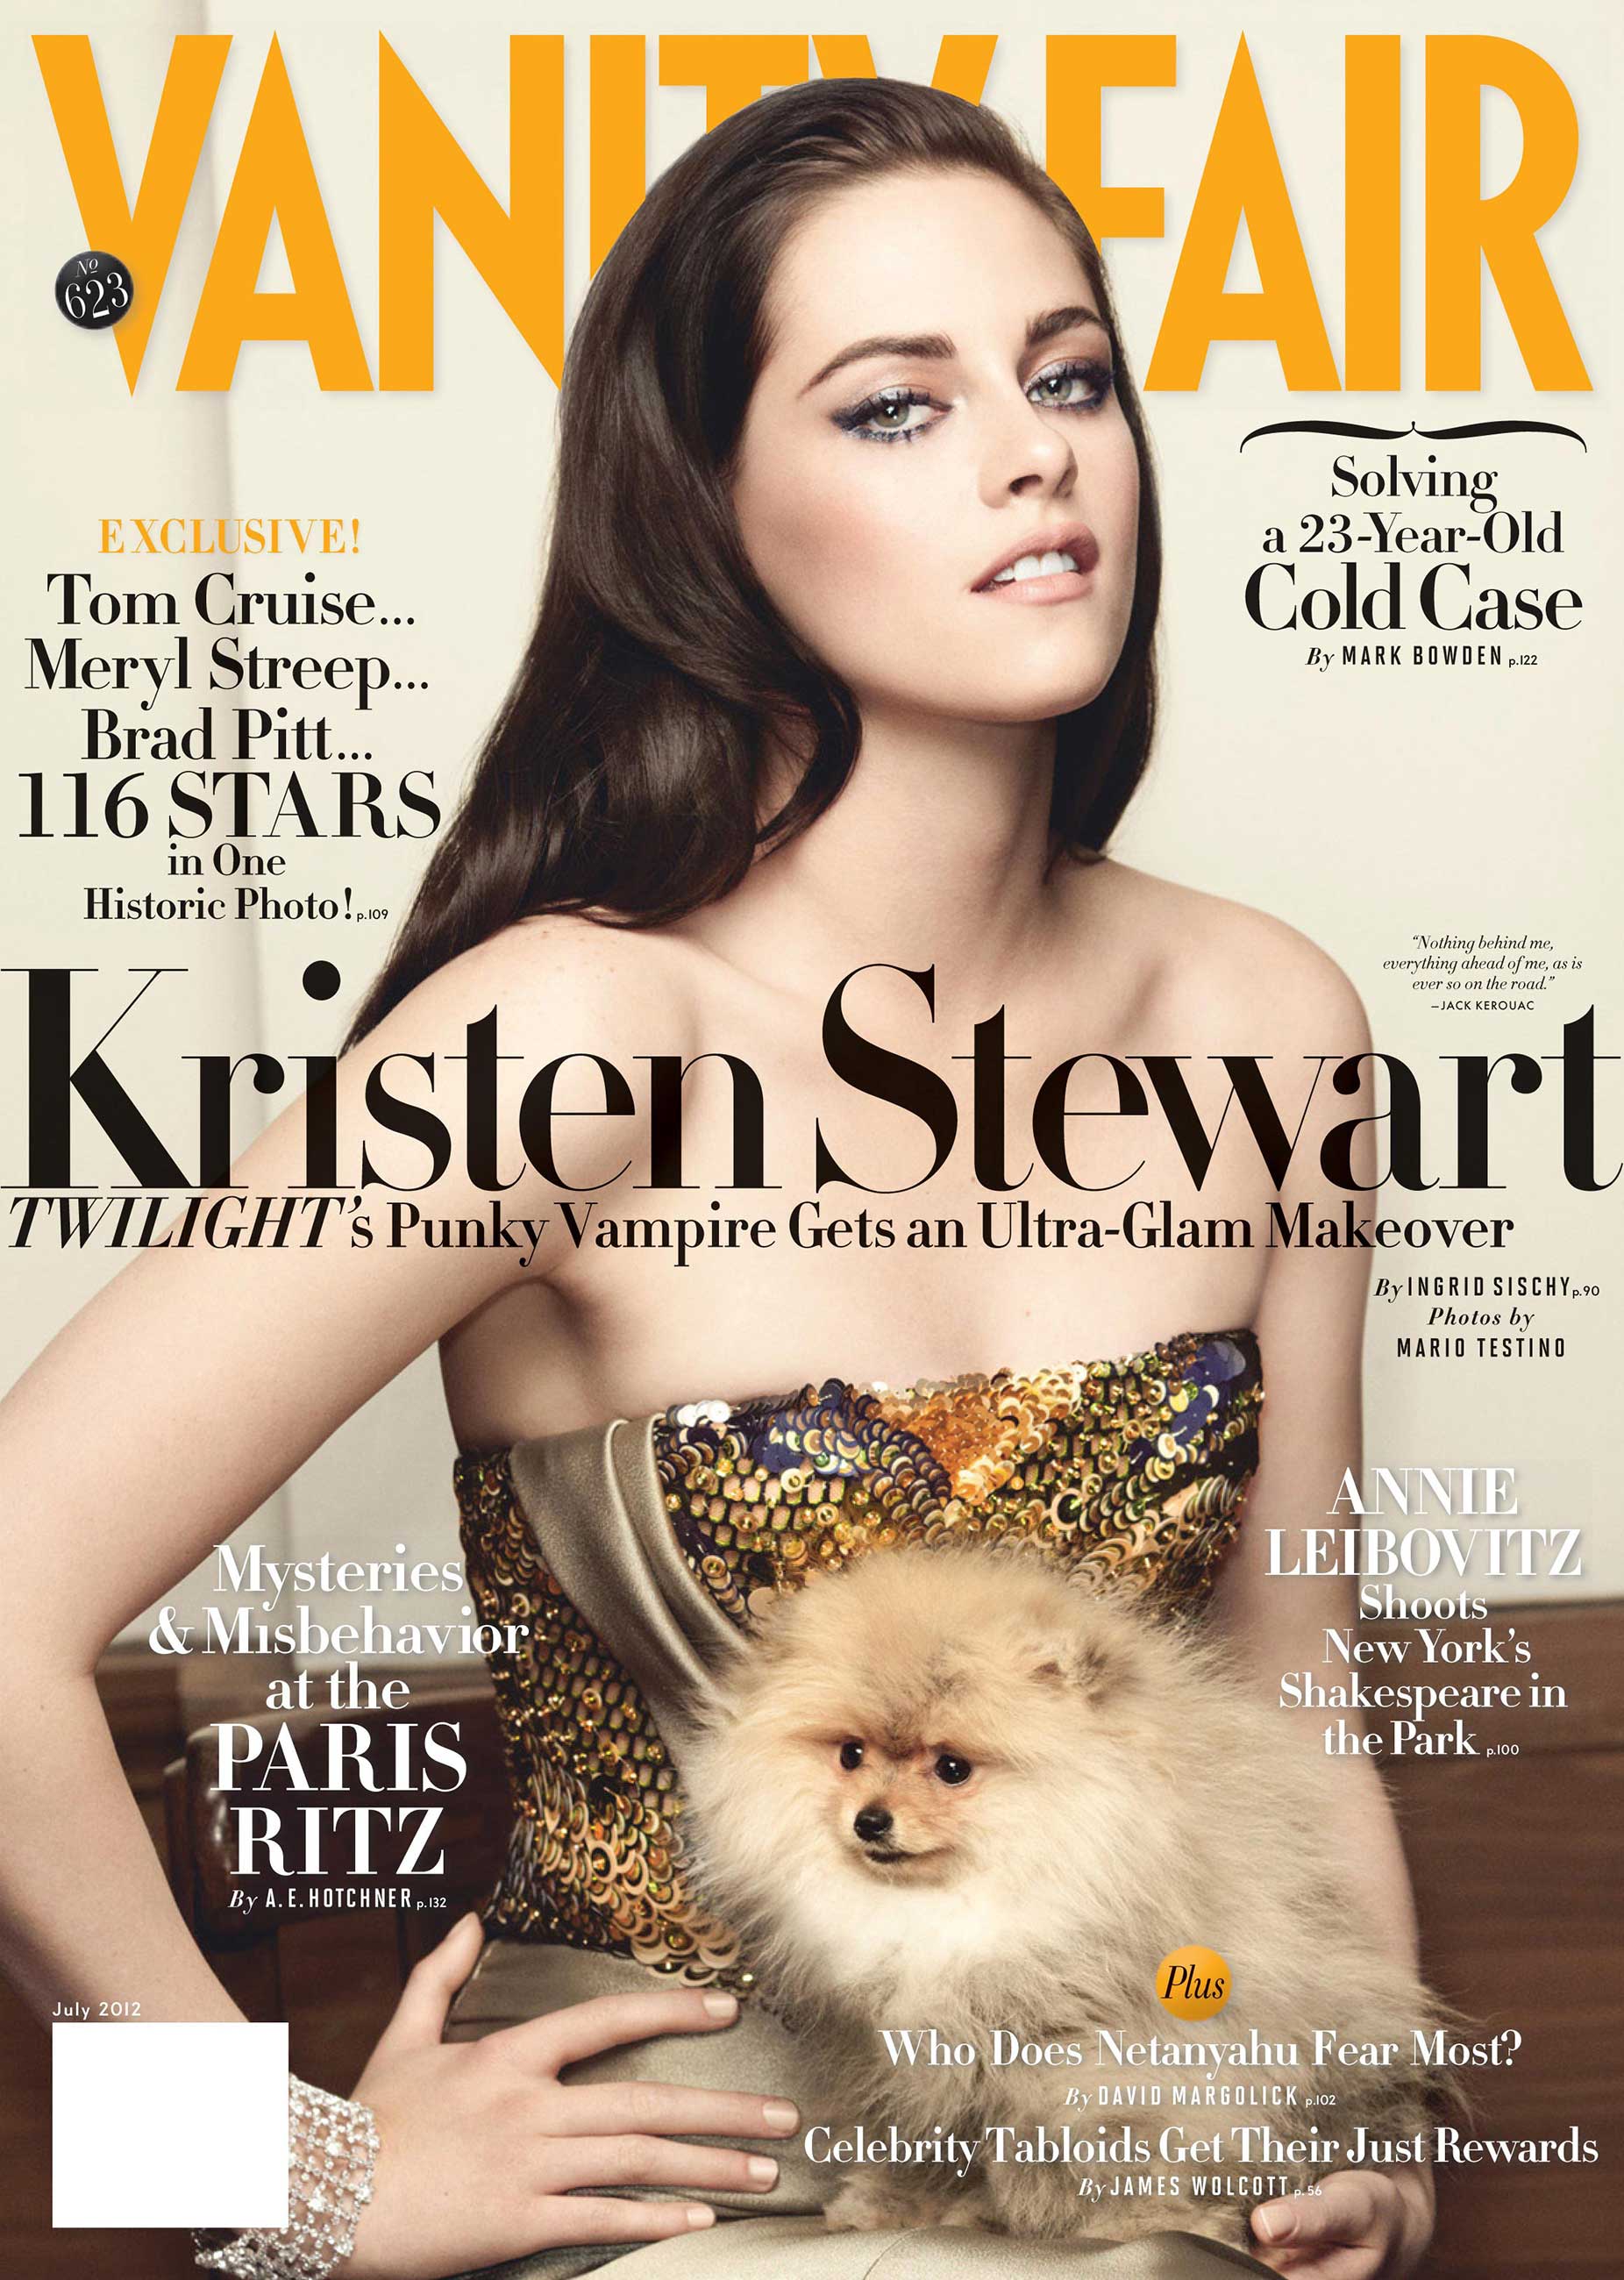 VANITY FAIR
No
623
Solving
a 23-Year-Old
Cold Case
By MARK BOWDEN p.122
EXCLUSIVE!
Tom Cruise...
Meryl Streep...
Brad Pitt...
116 STARS
in One
Historic Photo! p.109
"Nothing behind me,
everything ahead of me, as is
ever so on the road."
—JACK KEROUAC
Kristen Stewart
TWILIGHT's Punky Vampire Gets an Ultra-Glam Makeover
By INGRID SISCHY p.90
Photos by
MARIO TESTINO
Mysteries
& Misbehavior
at the
PARIS
RITZ
By A. E. HOTCHNER p.132
ANNIE
LEIBOVITZ
Shoots
New York's
Shakespeare in
the Park p.100
July 2012
Plus
Who Does Netanyahu Fear Most?
By DAVID MARGOLICK p.102
Celebrity Tabloids Get Their Just Rewards
By JAMES WOLCOTT p.56